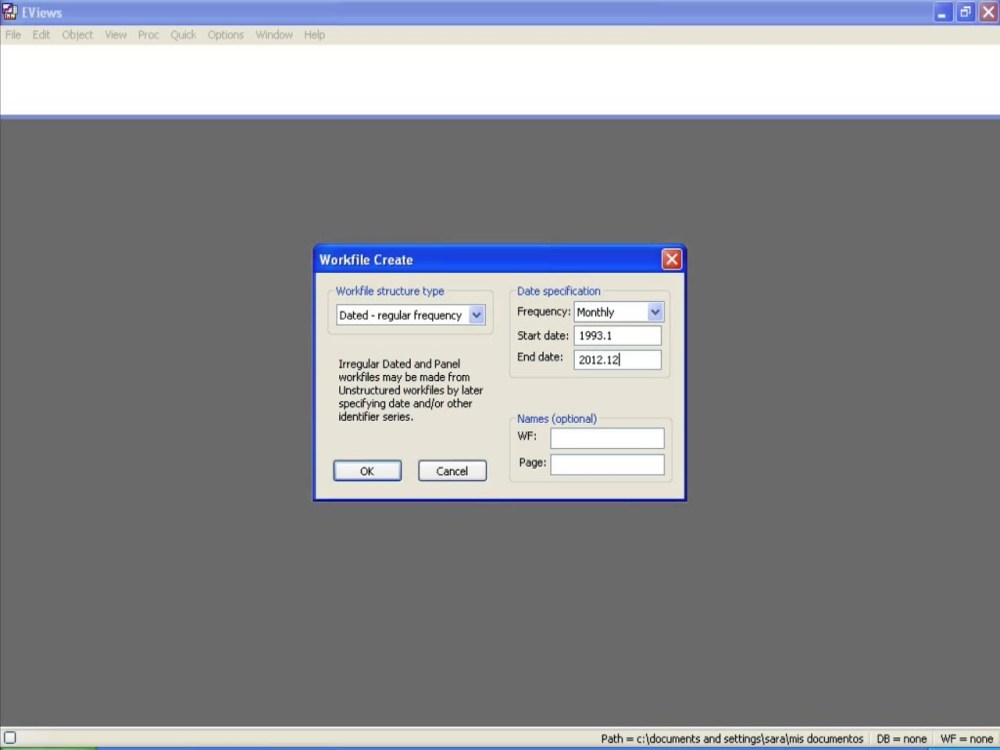 EViews
File Edit Object View Proc Quick Options Window Help
Workfile Create
Workfile structure type
Dated - regular frequency
Irregular Dated and Panel
workfiles may be made from
Unstructured workfiles by later
specifying date and/or other
identifier series.
OK Cancel
Date specification
Frequency: Monthly
Start date: 1993.1
End date: 2012.12
Names (optional)
WF:
Page:
Path = c:\documents and settings\sara\mis documentos DB = none WF = none